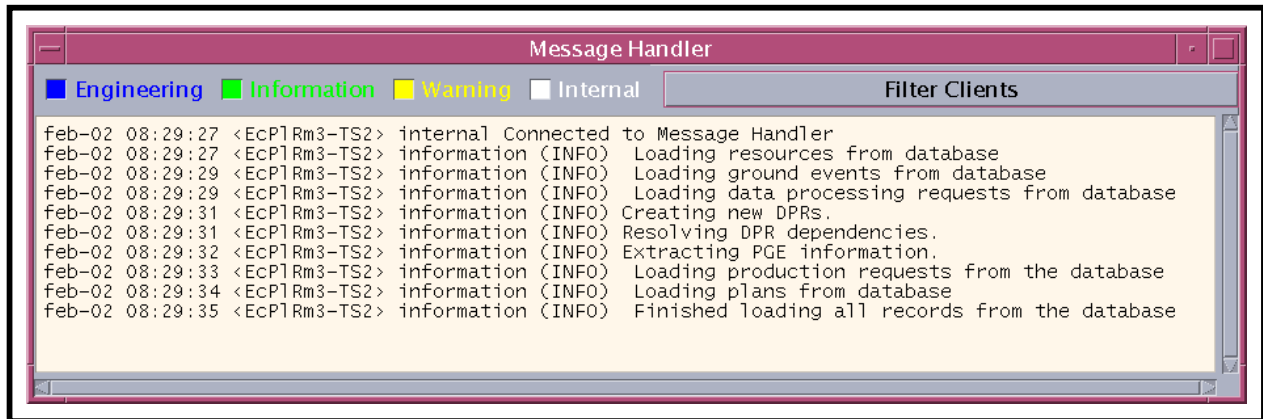 Message Handler
Engineering Information Warning Internal Filter Clients
feb-02 08:29:27 <EcPlRm3-TS2> internal Connected to Message Handler
feb-02 08:29:27 <EcPlRm3-TS2> information (INFO)  Loading resources from database
feb-02 08:29:29 <EcPlRm3-TS2> information (INFO)  Loading ground events from database
feb-02 08:29:29 <EcPlRm3-TS2> information (INFO)  Loading data processing requests from database
feb-02 08:29:31 <EcPlRm3-TS2> information (INFO) Creating new DPRs.
feb-02 08:29:31 <EcPlRm3-TS2> information (INFO) Resolving DPR dependencies.
feb-02 08:29:32 <EcPlRm3-TS2> information (INFO) Extracting PGE information.
feb-02 08:29:33 <EcPlRm3-TS2> information (INFO)  Loading production requests from the database
feb-02 08:29:34 <EcPlRm3-TS2> information (INFO)  Loading plans from database
feb-02 08:29:35 <EcPlRm3-TS2> information (INFO)  Finished loading all records from the database